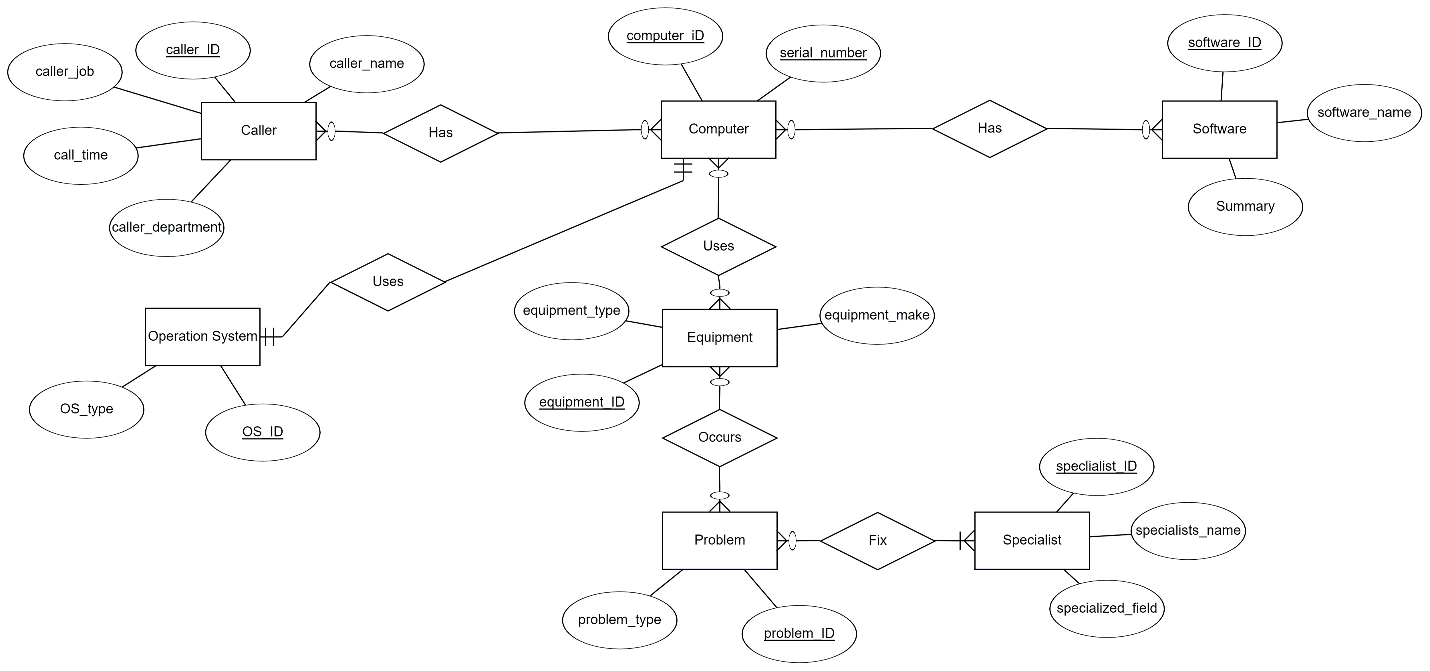 computer_iD
software_ID
caller_ID
serial_number
caller_name
caller_job
software_name
Caller
Has
Computer
Has
Software
call_time
Summary
caller_department
Uses
Uses
equipment_type
equipment_make
Operation System
Equipment
OS_type
equipment_ID
OS_ID
Occurs
speclialist_ID
specialists_name
Problem
Fix
Specialist
specialized_field
problem_type
problem_ID